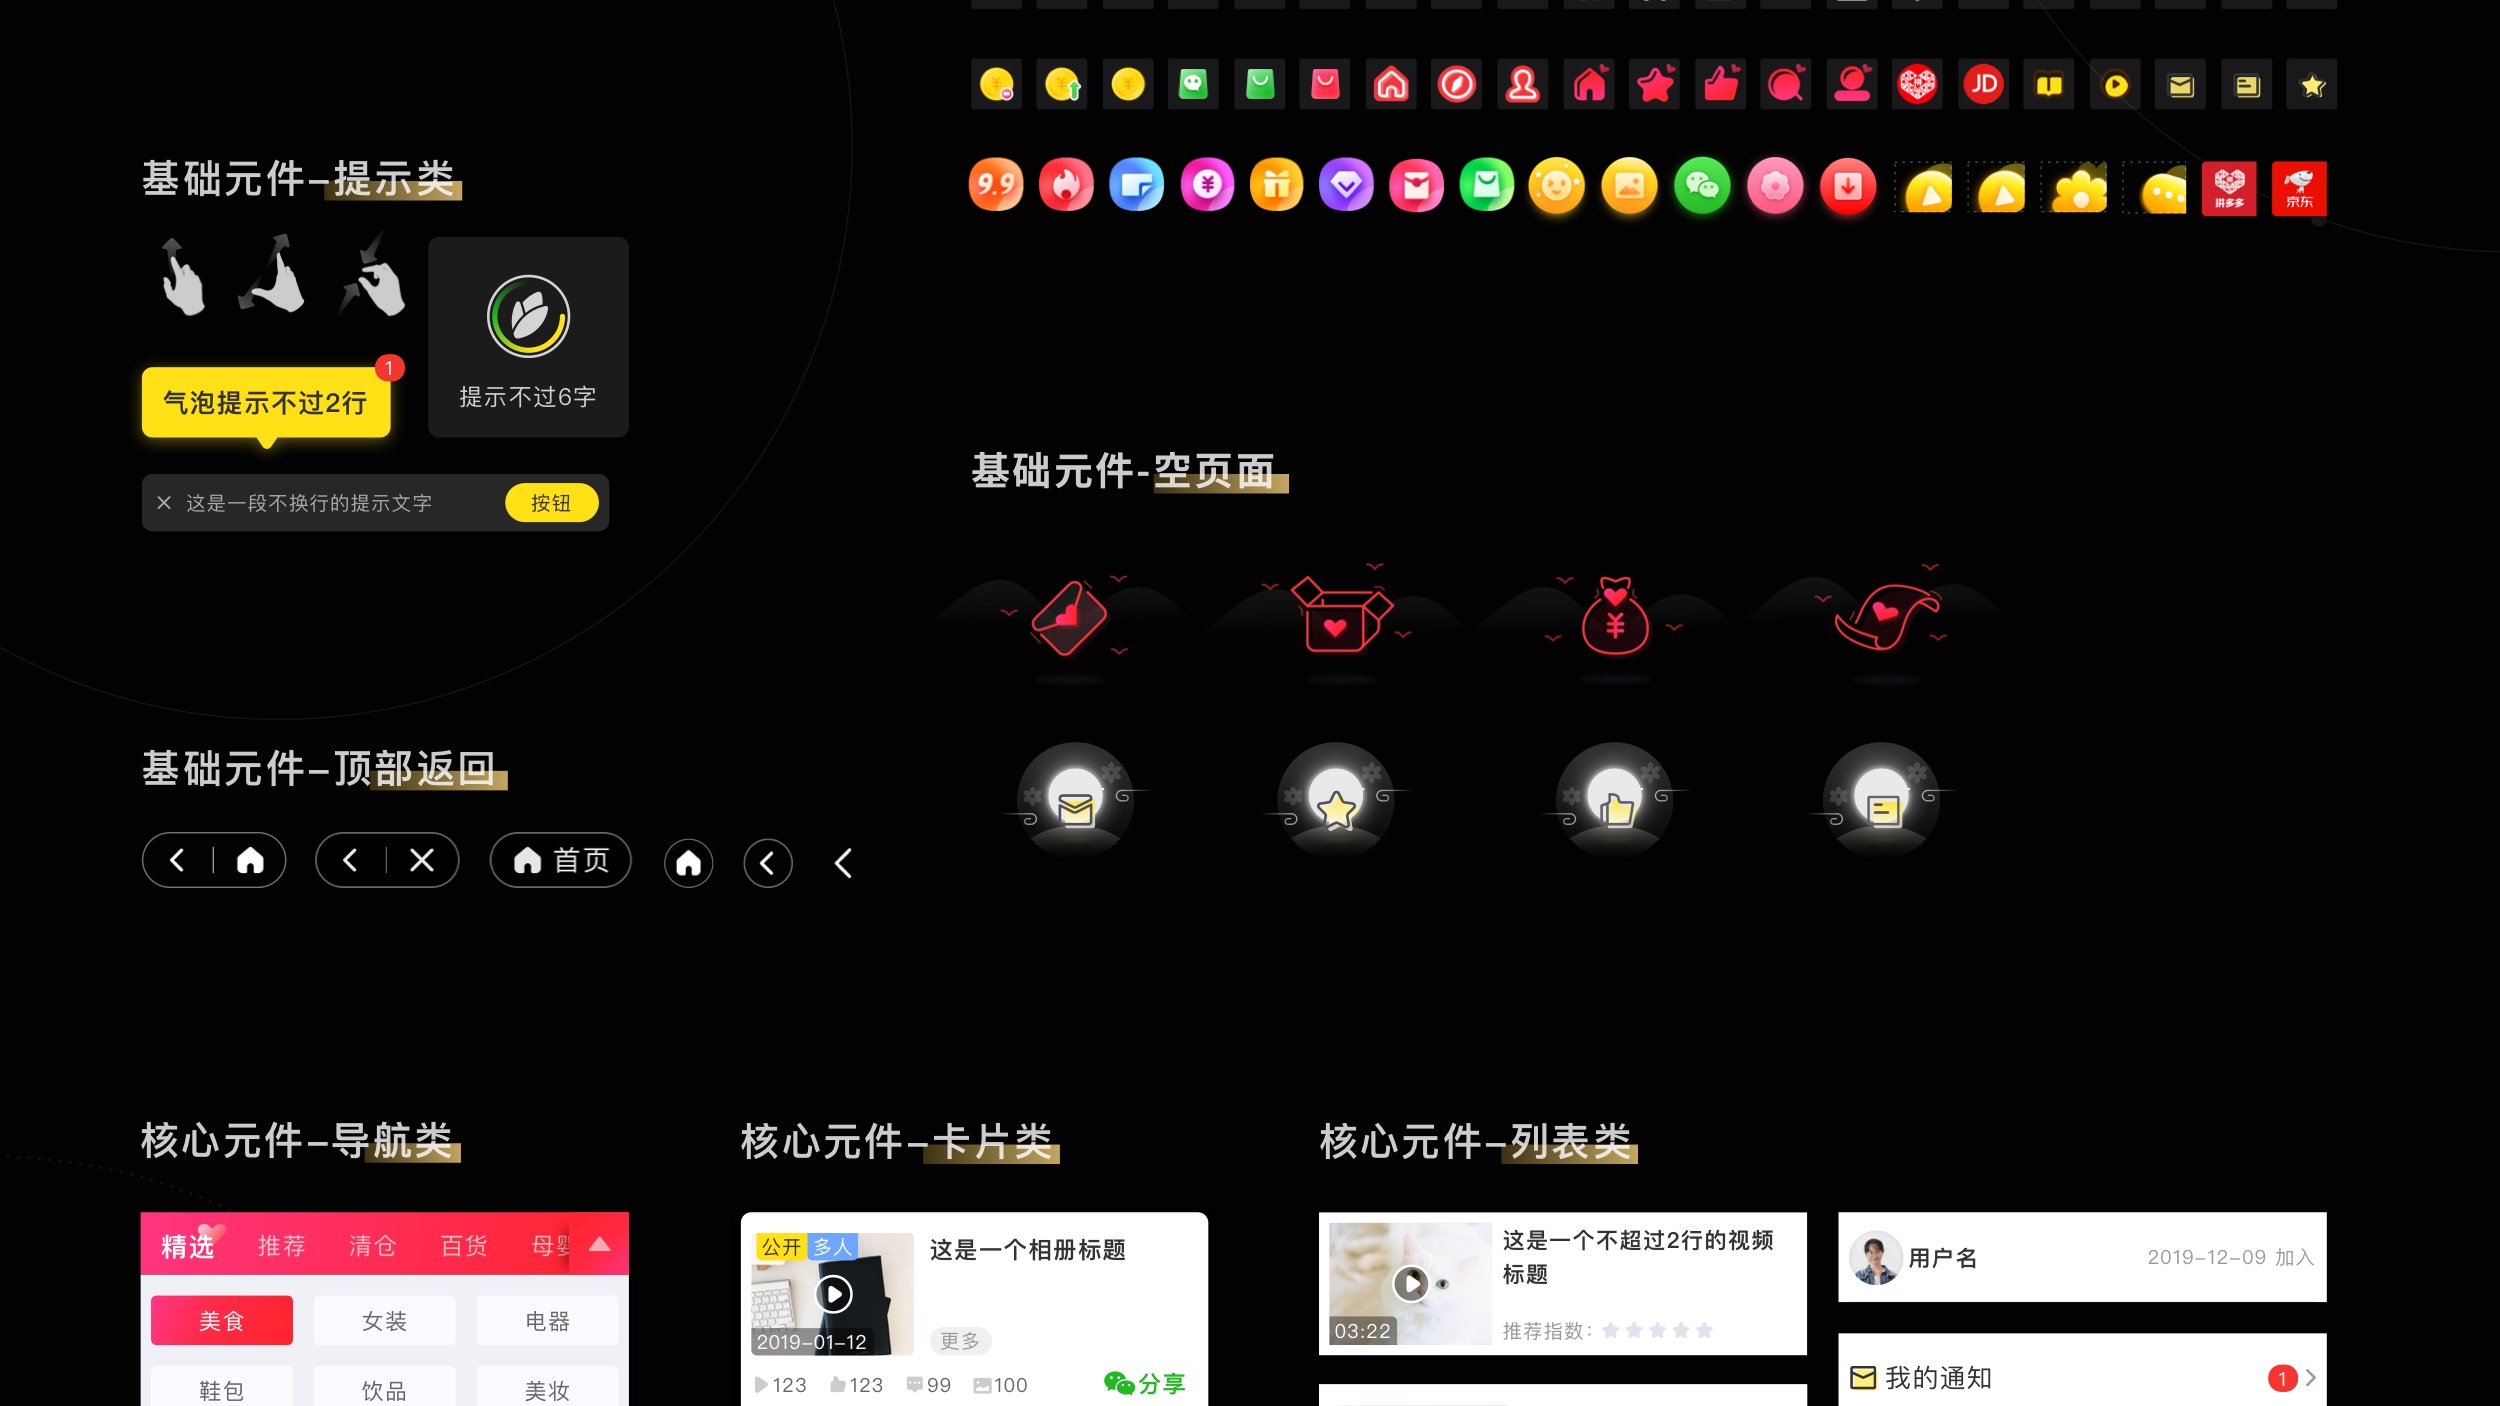 JD
9.9
拼多多
京东
基础元件-提示类
提示不过6字
1
气泡提示不过2行
这是一段不换行的提示文字
按钮
基础元件-空页面
基础元件-顶部返回
首页
核心元件-导航类
精选
推荐
清仓
百货
母婴
美食
女装
电器
鞋包
饮品
美妆
核心元件-卡片类
公开
多人
这是一个相册标题
2019-01-12
更多
123
123
99
100
分享
核心元件-列表类
这是一个不超过2行的视频
标题
03:22
推荐指数:
用户名
2019-12-09 加入
我的通知
1